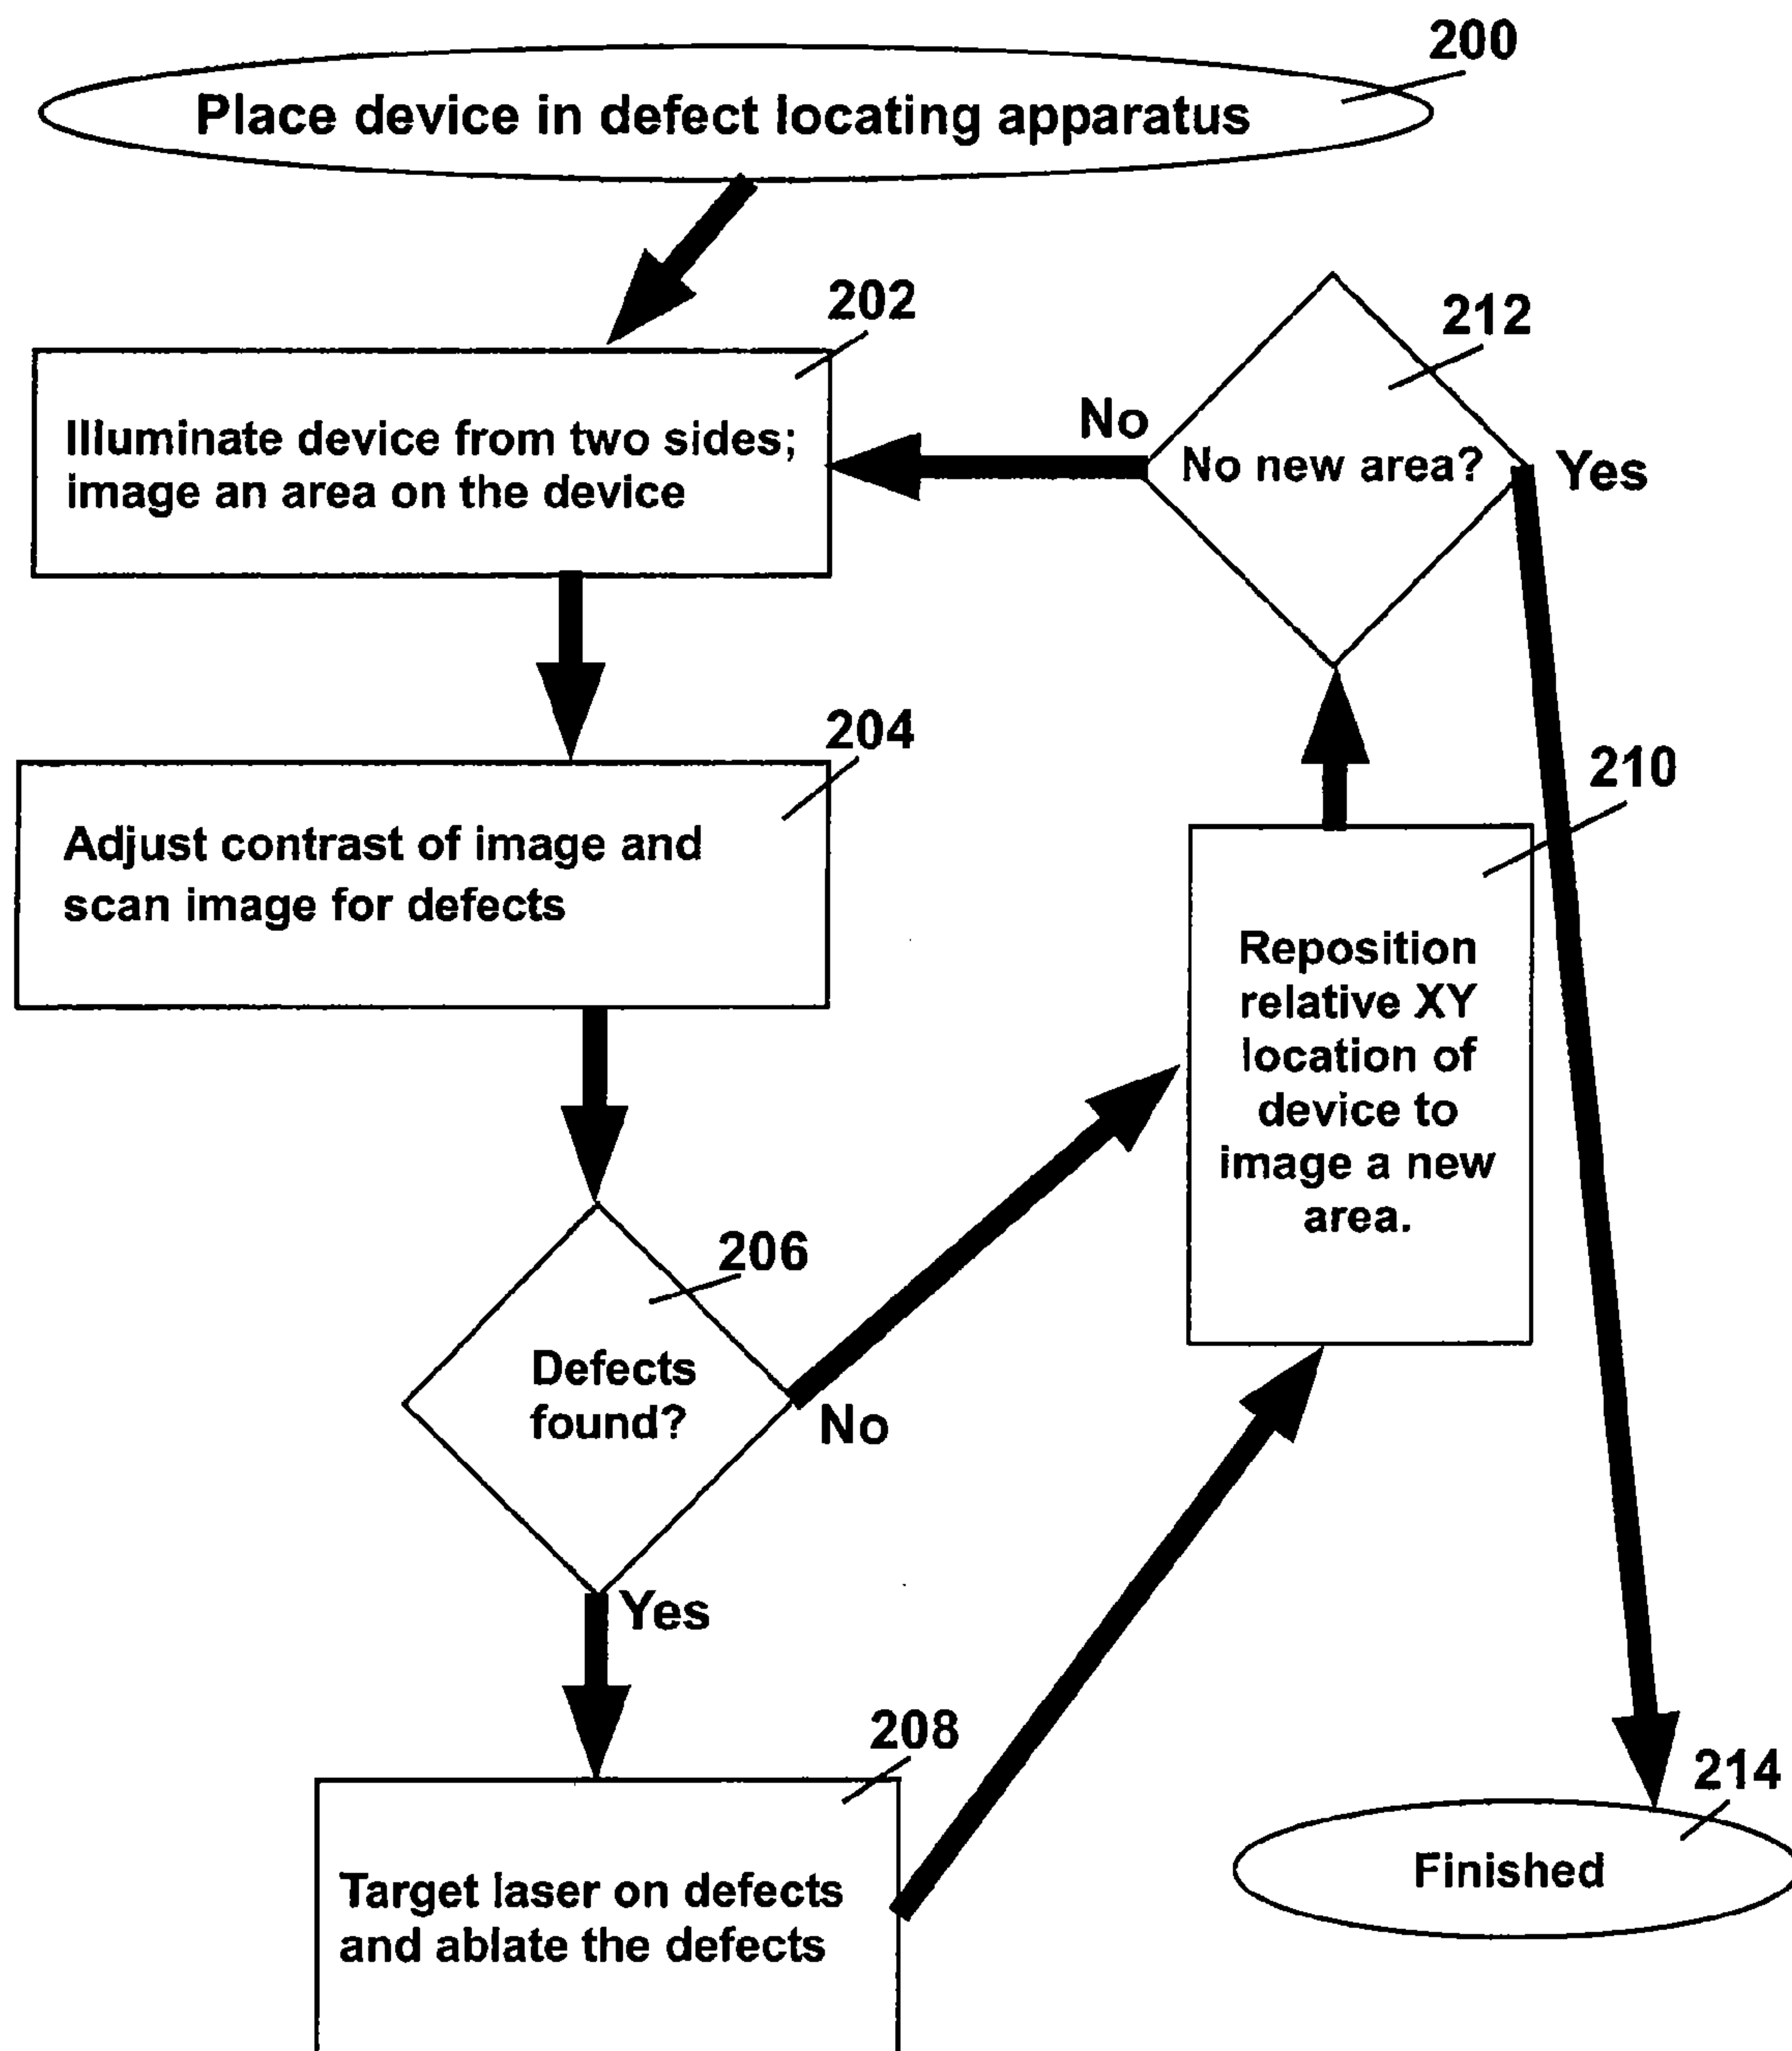 200
Place device in defect locating apparatus
202
Illuminate device from two sides;
image an area on the device
212
No
No new area?
Yes
204
Adjust contrast of image and
scan image for defects
210
Reposition
relative XY
location of
device to
image a new
area.
206
Defects
found?
No
Yes
208
Target laser on defects
and ablate the defects
214
Finished